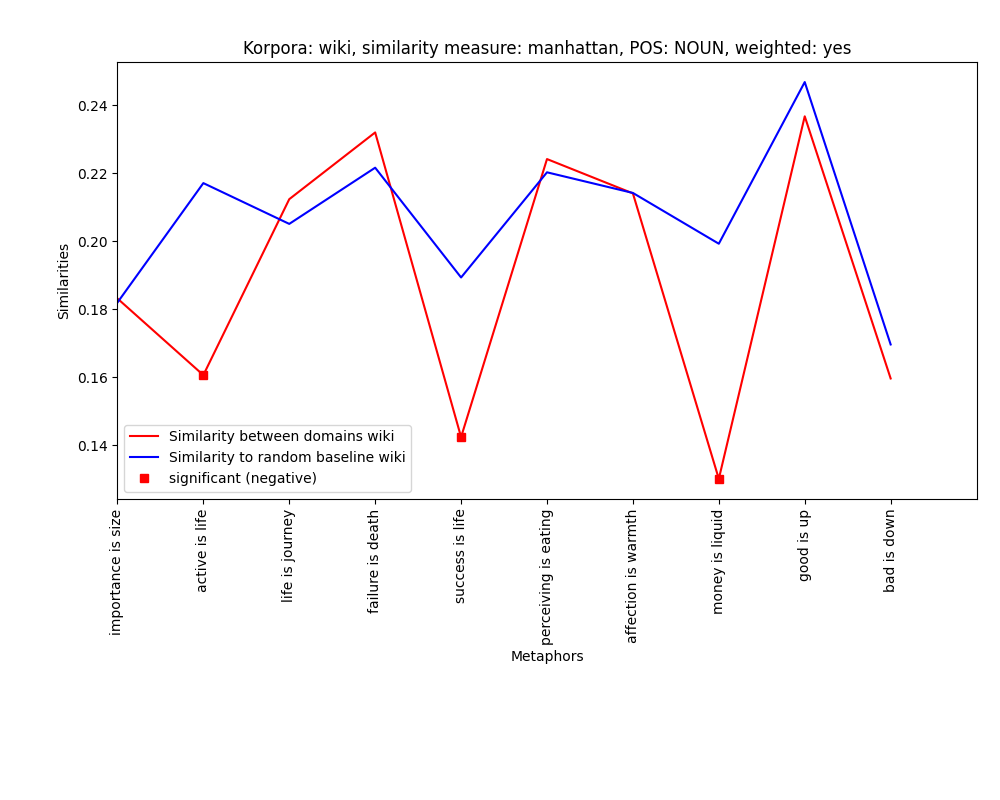 Korpora: wiki, similarity measure: manhattan, POS: NOUN, weighted: yes
Similarities
0.24
0.22
0.20
0.18
0.16
0.14
Similarity between domains wiki
Similarity to random baseline wiki
significant (negative)
importance is size
active is life
life is journey
failure is death
success is life
perceiving is eating
affection is warmth
money is liquid
good is up
bad is down
Metaphors